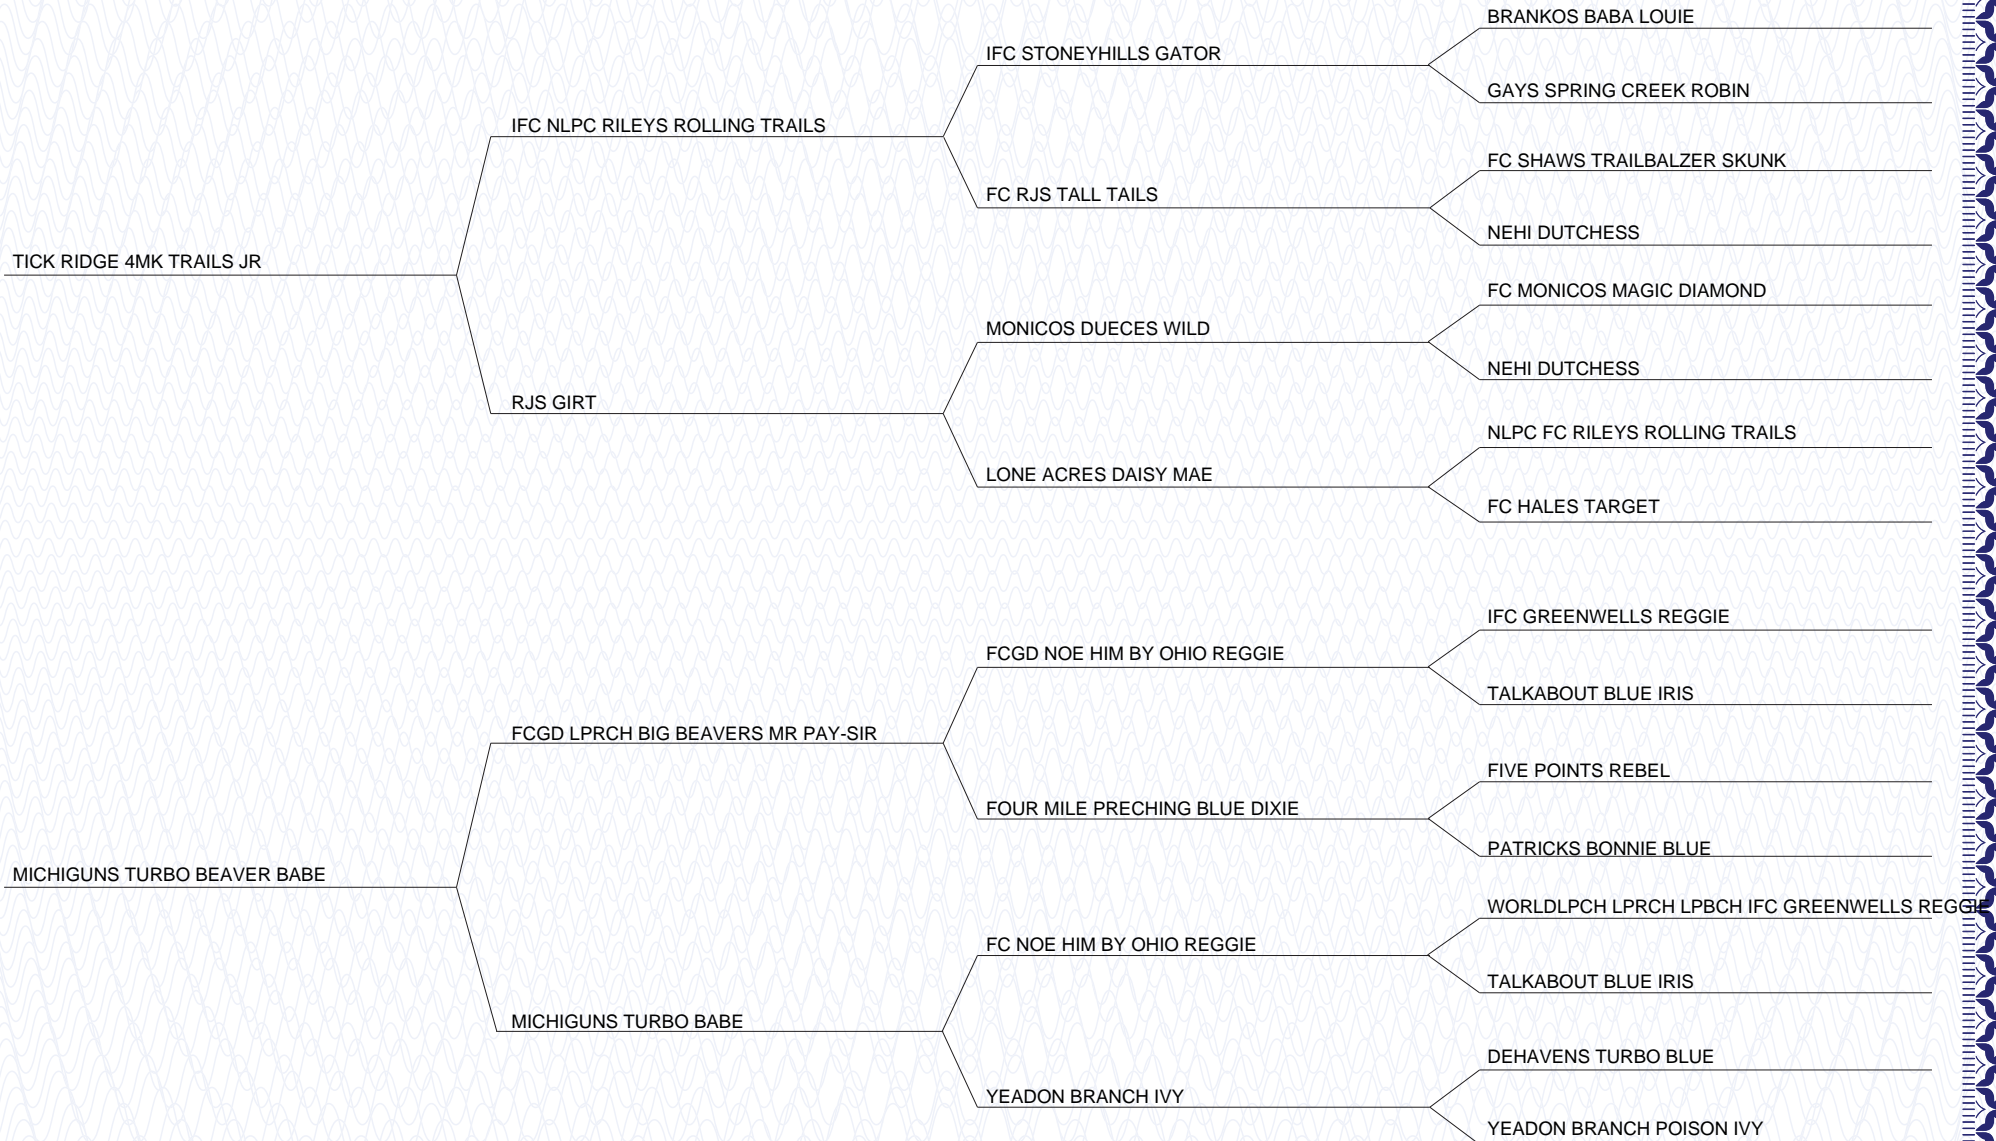 BRANKOS BABA LOUIE
IFC STONEYHILLS GATOR
GAYS SPRING CREEK ROBIN
IFC NLPC RILEYS ROLLING TRAILS
FC SHAWS TRAILBALZER SKUNK
FC RJS TALL TAILS
NEHI DUTCHESS
TICK RIDGE 4MK TRAILS JR
FC MONICOS MAGIC DIAMOND
MONICOS DUECES WILD
NEHI DUTCHESS
RJS GIRT
NLPC FC RILEYS ROLLING TRAILS
LONE ACRES DAISY MAE
FC HALES TARGET
IFC GREENWELLS REGGIE
FCGD NOE HIM BY OHIO REGGIE
TALKABOUT BLUE IRIS
FCGD LPRCH BIG BEAVERS MR PAY-SIR
FIVE POINTS REBEL
FOUR MILE PRECHING BLUE DIXIE
PATRICKS BONNIE BLUE
MICHIGUNS TURBO BEAVER BABE
WORLDLPCH LPRCH LPBCH IFC GREENWELLS REGGIE
FC NOE HIM BY OHIO REGGIE
TALKABOUT BLUE IRIS
MICHIGUNS TURBO BABE
DEHAVENS TURBO BLUE
YEADON BRANCH IVY
YEADON BRANCH POISON IVY